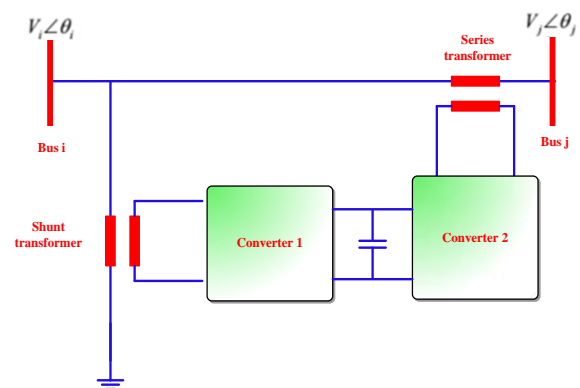 V_i∠θ_i
V_j∠θ_j
Series
transformer
Bus i
Bus j
Shunt
transformer
Converter 1
Converter 2